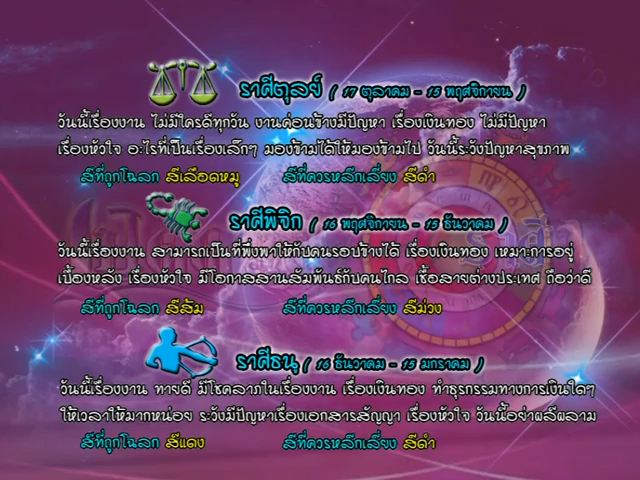 ราศีตุลย์ ( 17 ตุลาคม - 15 พฤศจิกายน )
วันนี้เรื่องงาน ไม่มีใครดีทุกวัน งานค่อนข้างมีปัญหา เรื่องเงินทอง ไม่มีปัญหา
เรื่องหัวใจ อะไรที่เป็นเรื่องเล็กๆ มองข้ามได้ให้มองข้ามไป วันนี้ระวังปัญหาสุขภาพ
สีที่ถูกโฉลก สีเลือดหมู สีที่ควรหลีกเลี่ยง สีดำ
ราศีพิจิก ( 16 พฤศจิกายน - 15 ธันวาคม )
วันนี้เรื่องงาน สามารถเป็นที่พึ่งพาให้กับคนรอบข้างได้ เรื่องเงินทอง เหมาะการอยู่
เบื้องหลัง เรื่องหัวใจ มีโอกาสสานสัมพันธ์กับคนไกล เชื้อสายต่างประเทศ ถือว่าดี
สีที่ถูกโฉลก สีส้ม สีที่ควรหลีกเลี่ยง สีม่วง
ราศีธนู ( 16 ธันวาคม - 15 มกราคม )
วันนี้เรื่องงาน ทายดี มีโชคลาภในเรื่องงาน เรื่องเงินทอง ทำธุรกรรมทางการเงินใดๆ
ให้เวลาให้มากหน่อย ระวังมีปัญหาเรื่องเอกสารสัญญา เรื่องหัวใจ วันนี้อย่าผลีผลาม
สีที่ถูกโฉลก สีแดง สีที่ควรหลีกเลี่ยง สีดำ